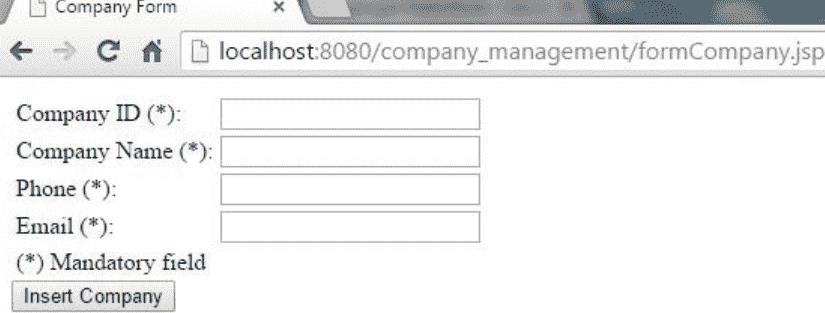 Company Form
localhost:8080/company_management/formCompany.jsp
Company ID (*):
Company Name (*):
Phone (*):
Email (*):
(*) Mandatory field
Insert Company